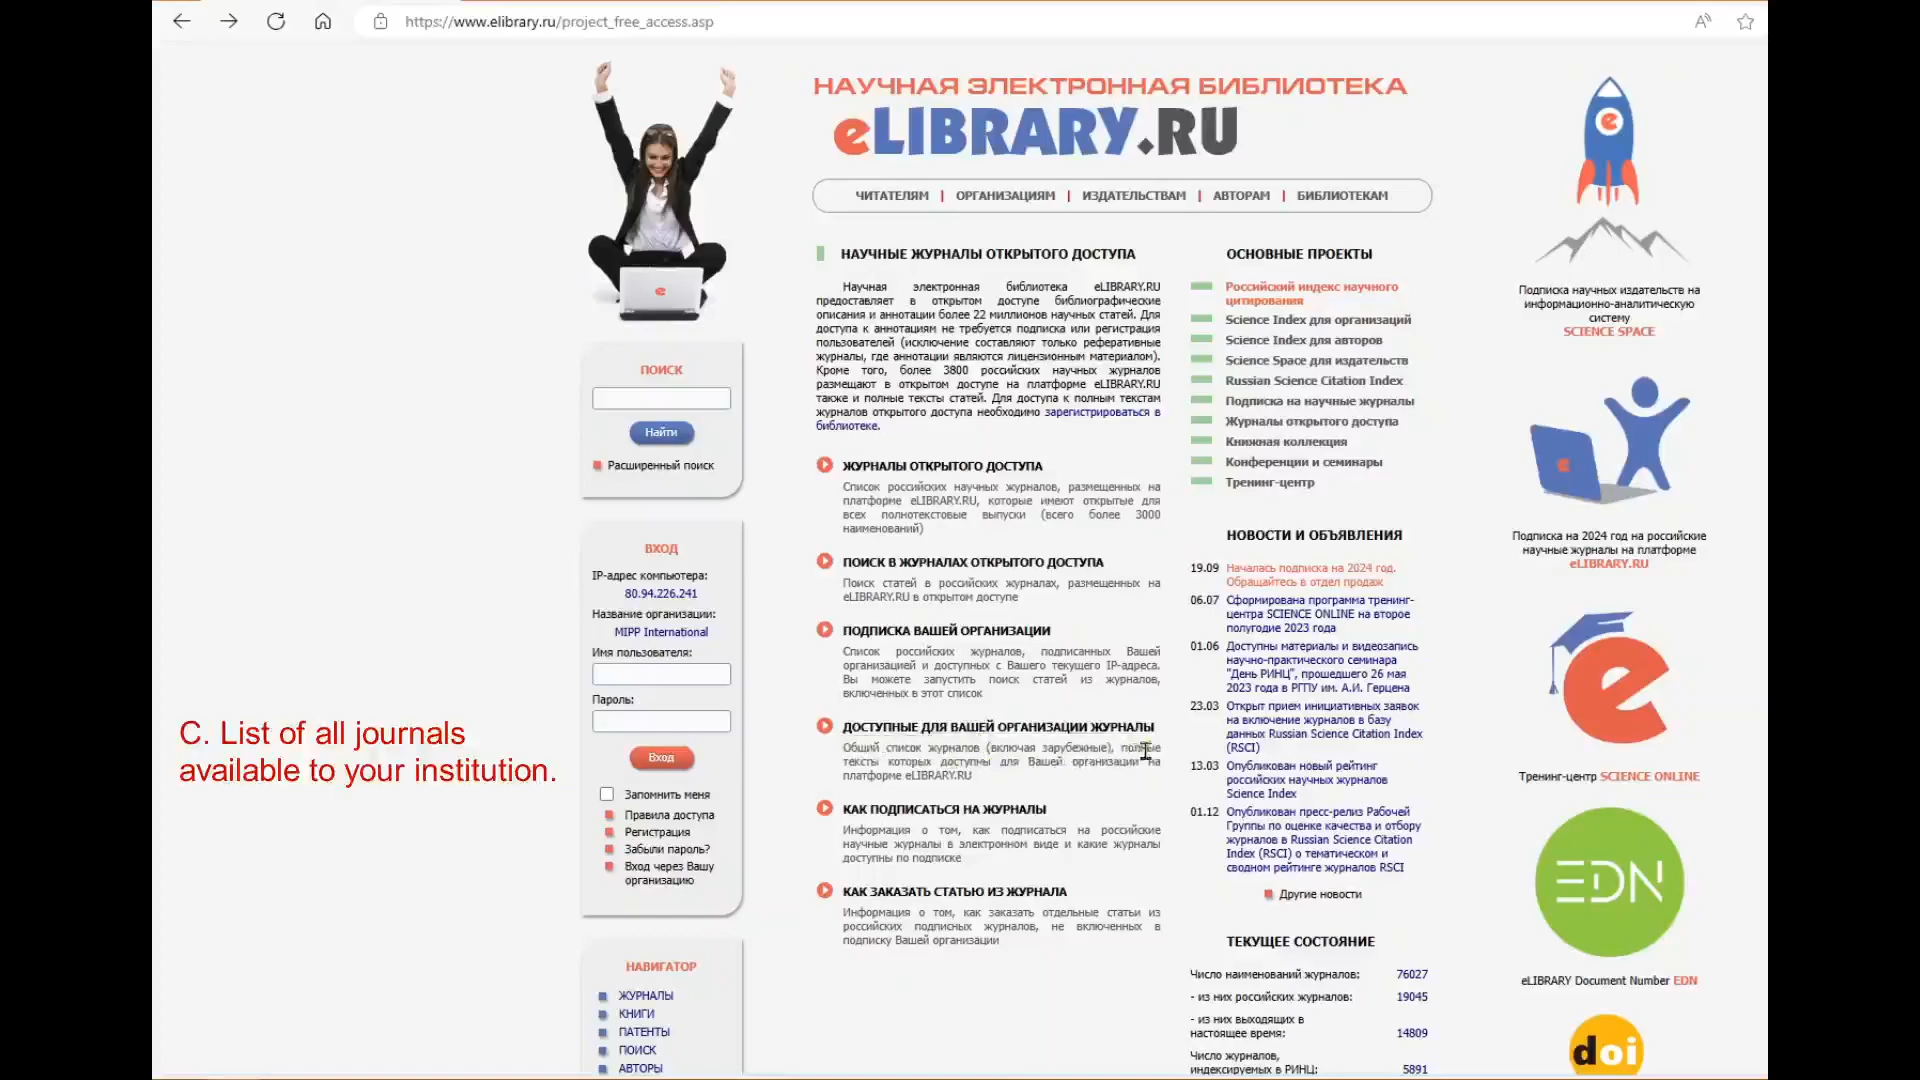 https://www.elibrary.ru/project_free_access.asp
НАУЧНАЯ ЭЛЕКТРОННАЯ БИБЛИОТЕКА
eLIBRARY.RU
ЧИТАТЕЛЯМ | ОРГАНИЗАЦИЯМ | ИЗДАТЕЛЬСТВАМ | АВТОРАМ | БИБЛИОТЕКАМ
ПОИСК
Найти
Расширенный поиск
ВХОД
IP-адрес компьютера:
80.94.226.241
Название организации:
MIPP International
Имя пользователя:
Пароль:
Вход
Запомнить меня
Правила доступа
Регистрация
Забыли пароль?
Вход через Вашу
организацию
НАВИГАТОР
ЖУРНАЛЫ
КНИГИ
ПАТЕНТЫ
ПОИСК
АВТОРЫ
C. List of all journals
available to your institution.
НАУЧНЫЕ ЖУРНАЛЫ ОТКРЫТОГО ДОСТУПА
Научная электронная библиотека eLIBRARY.RU
предоставляет в открытом доступе библиографические
описания и аннотации более 22 миллионов научных статей. Для
доступа к аннотациям не требуется подписка или регистрация
пользователей (исключение составляют только реферативные
журналы, где аннотации являются лицензионным материалом).
Кроме того, более 3800 российских научных журналов
размещают в открытом доступе на платформе eLIBRARY.RU
также и полные тексты статей. Для доступа к полным текстам
журналов открытого доступа необходимо зарегистрироваться в
библиотеке.
ЖУРНАЛЫ ОТКРЫТОГО ДОСТУПА
Список российских научных журналов, размещенных на
платформе eLIBRARY.RU, которые имеют открытые для
всех полнотекстовые выпуски (всего более 3000
наименований)
ПОИСК В ЖУРНАЛАХ ОТКРЫТОГО ДОСТУПА
Поиск статей в российских журналах, размещенных на
eLIBRARY.RU в открытом доступе
ПОДПИСКА ВАШЕЙ ОРГАНИЗАЦИИ
Список российских журналов, подписанных Вашей
организацией и доступных с Вашего текущего IP-адреса.
Вы можете запустить поиск статей из журналов,
включенных в этот список
ДОСТУПНЫЕ ДЛЯ ВАШЕЙ ОРГАНИЗАЦИИ ЖУРНАЛЫ
Общий список журналов (включая зарубежные), полные
тексты которых доступны для Вашей организации на
платформе eLIBRARY.RU
КАК ПОДПИСАТЬСЯ НА ЖУРНАЛЫ
Информация о том, как подписаться на российские
научные журналы в электронном виде и какие журналы
доступны по подписке
КАК ЗАКАЗАТЬ СТАТЬЮ ИЗ ЖУРНАЛА
Информация о том, как заказать отдельные статьи из
российских подписных журналов, не включенных в
подписку Вашей организации
ОСНОВНЫЕ ПРОЕКТЫ
Российский индекс научного
цитирования
Science Index для организаций
Science Index для авторов
Science Space для издательств
Russian Science Citation Index
Подписка на научные журналы
Журналы открытого доступа
Книжная коллекция
Конференции и семинары
Тренинг-центр
НОВОСТИ И ОБЪЯВЛЕНИЯ
19.09 Началась подписка на 2024 год.
Обращайтесь в отдел продаж
06.07 Сформирована программа тренинг-
центра SCIENCE ONLINE на второе
полугодие 2023 года
01.06 Доступны материалы и видеозапись
научно-практического семинара
"День РИНЦ", прошедшего 26 мая
2023 года в РГПУ им. А.И. Герцена
23.03 Открыт прием инициативных заявок
на включение журналов в базу
данных Russian Science Citation Index
(RSCI)
13.03 Опубликован новый рейтинг
российских научных журналов
Science Index
01.12 Опубликован пресс-релиз Рабочей
Группы по оценке качества и отбору
журналов в Russian Science Citation
Index (RSCI) о тематическом и
сводном рейтинге журналов RSCI
Другие новости
ТЕКУЩЕЕ СОСТОЯНИЕ
Число наименований журналов: 76027
- из них российских журналов: 19045
- из них выходящих в
настоящее время: 14809
Число журналов,
индексируемых в РИНЦ: 5891
Подписка научных издательств на
информационно-аналитическую
систему
SCIENCE SPACE
Подписка на 2024 год на российские
научные журналы на платформе
eLIBRARY.RU
Тренинг-центр SCIENCE ONLINE
EDN
eLIBRARY Document Number EDN
doi